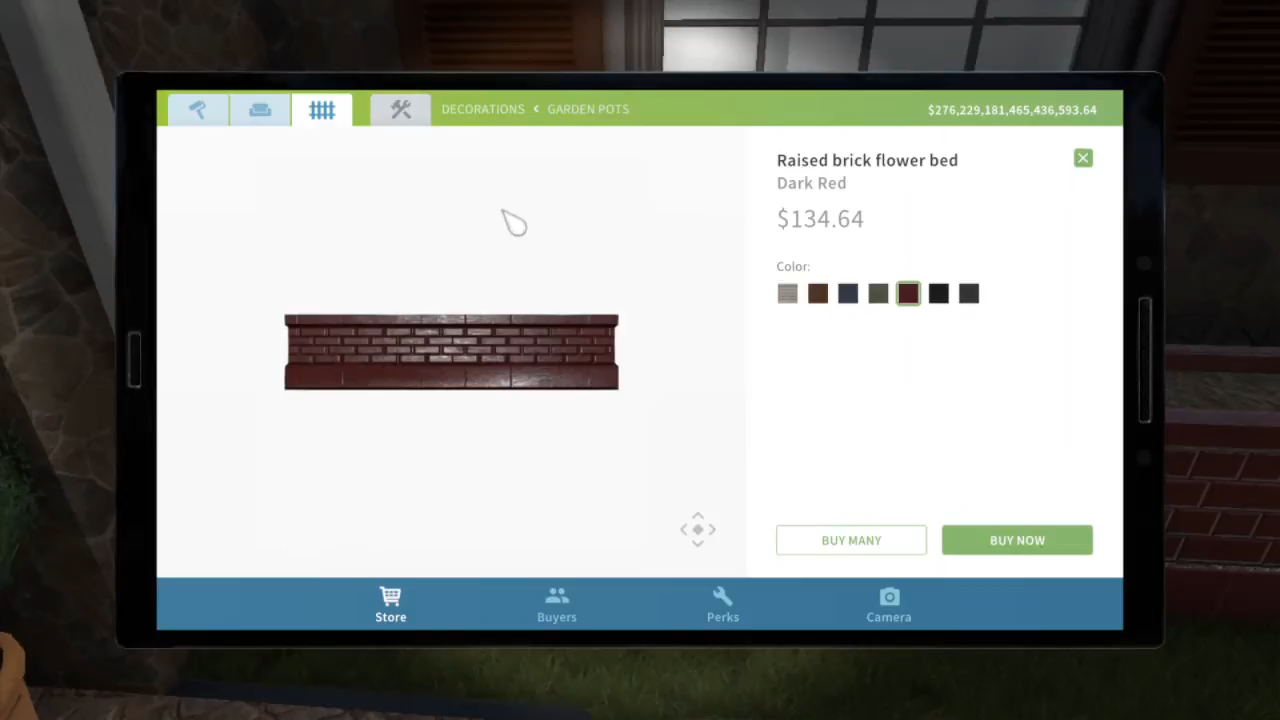 DECORATIONS < GARDEN POTS
$276,229,181,465,436,593.64
Raised brick flower bed
Dark Red
$134.64
Color:
BUY MANY
BUY NOW
Store
Buyers
Perks
Camera